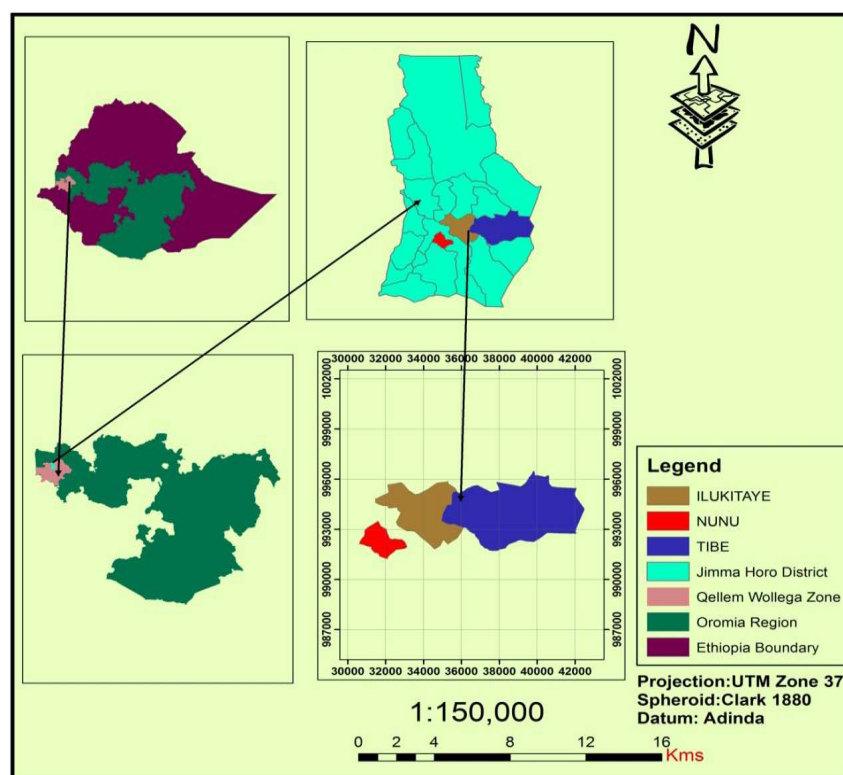 N
30000 32000 34000 36000 38000 40000 42000
1002000 1002000
999000 999000
996000 996000
993000 993000
990000 990000
987000 987000
30000 32000 34000 36000 38000 40000 42000
Legend
ILUKITAYE
NUNU
TIBE
Jimma Horo District
Qellem Wollega Zone
Oromia Region
Ethiopia Boundary
Projection:UTM Zone 37
Spheroid:Clark 1880
Datum: Adinda
1:150,000
0 2 4 8 12 16
Kms